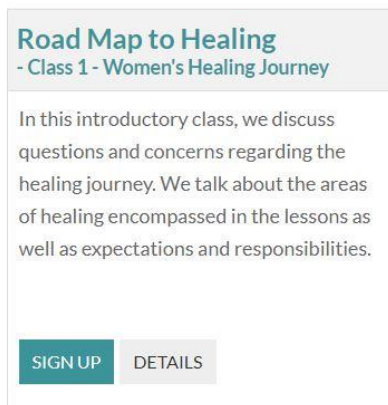 Road Map to Healing
- Class 1 - Women's Healing Journey
In this introductory class, we discuss
questions and concerns regarding the
healing journey. We talk about the areas
of healing encompassed in the lessons as
well as expectations and responsibilities.
SIGN UP DETAILS